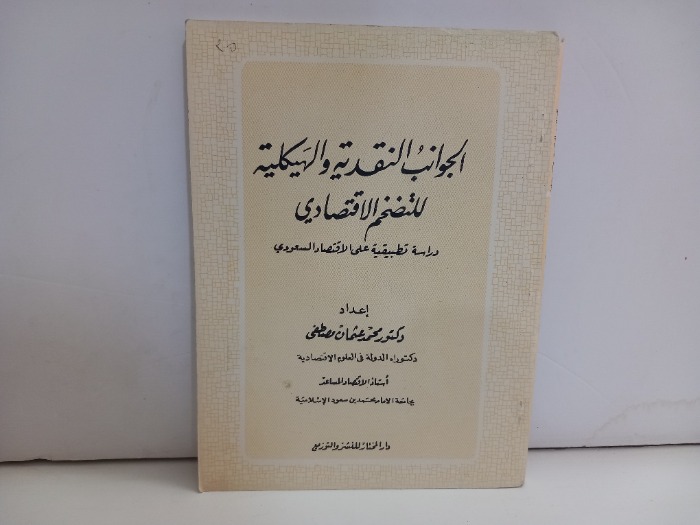 الجوانب النقدية والهيكلية
للتضخم الاقتصادي
دراسة تطبيقية على الاقتصاد السعودي
إعداد
دكتور محمد عثمان مصطفى
دكتوراه الدولة في العلوم الاقتصادية
أستاذ الاقتصاد المساعد
بجامعة الإمام محمد بن سعود الإسلامية
دار المختار للنشر والتوزيع